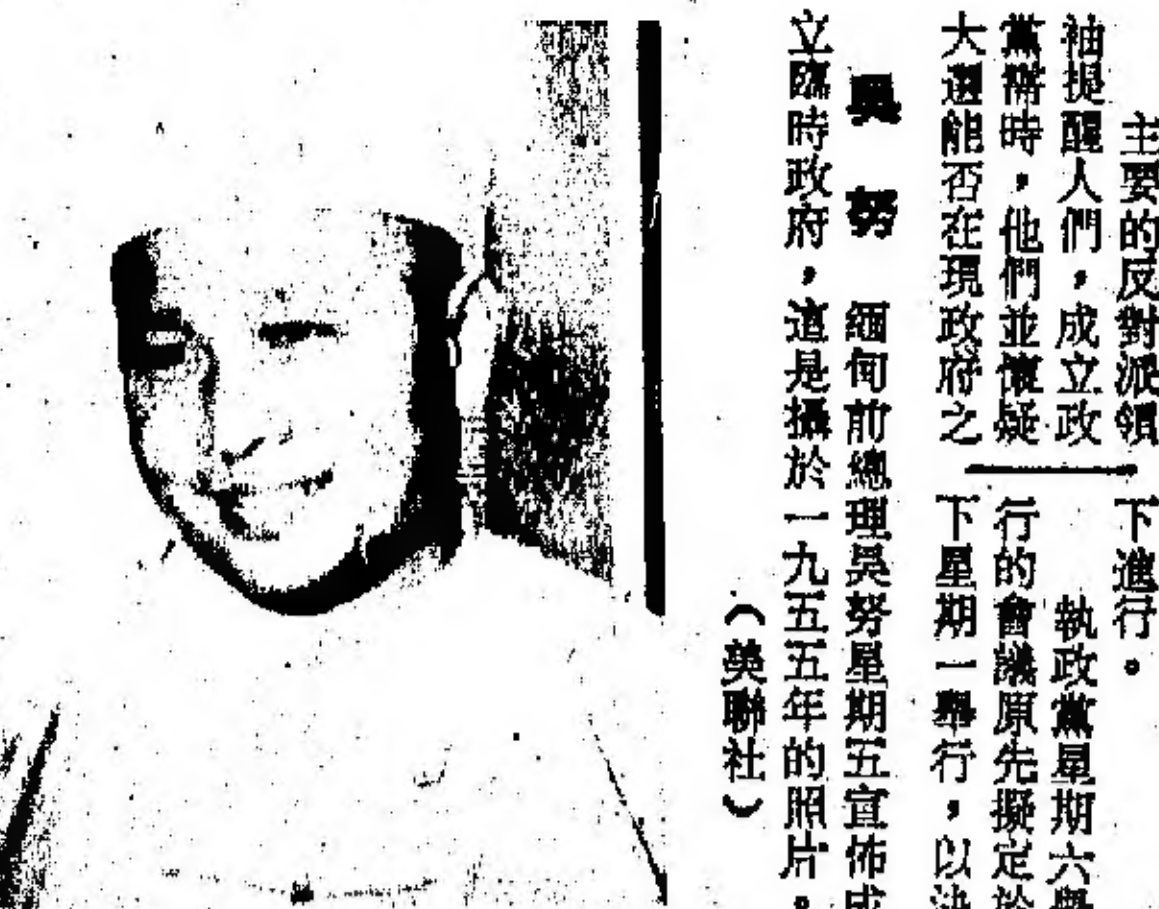 主要的反對派領
袖提醒人們，成立政
黨需時，他們並懷疑
大選能否在現政府之
下進行。
執政黨星期六舉
行的會議原先擬定於
下星期一舉行，以決
吳努 緬甸前總理吳努星期五宣佈成
立臨時政府，這是攝於一九五五年的照片。
（美聯社）